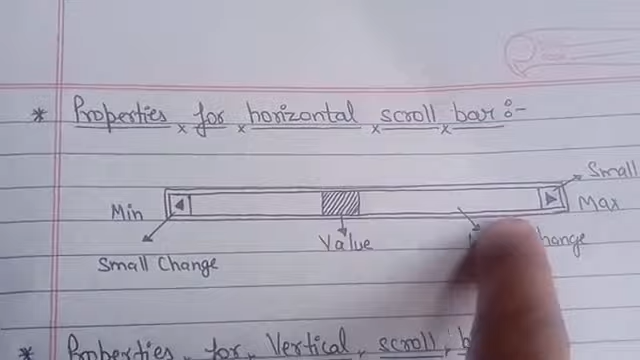 * Properties for horizontal scroll bar :-
Small
Min
Max
Small Change
Value
Change
* Properties for Vertical scroll